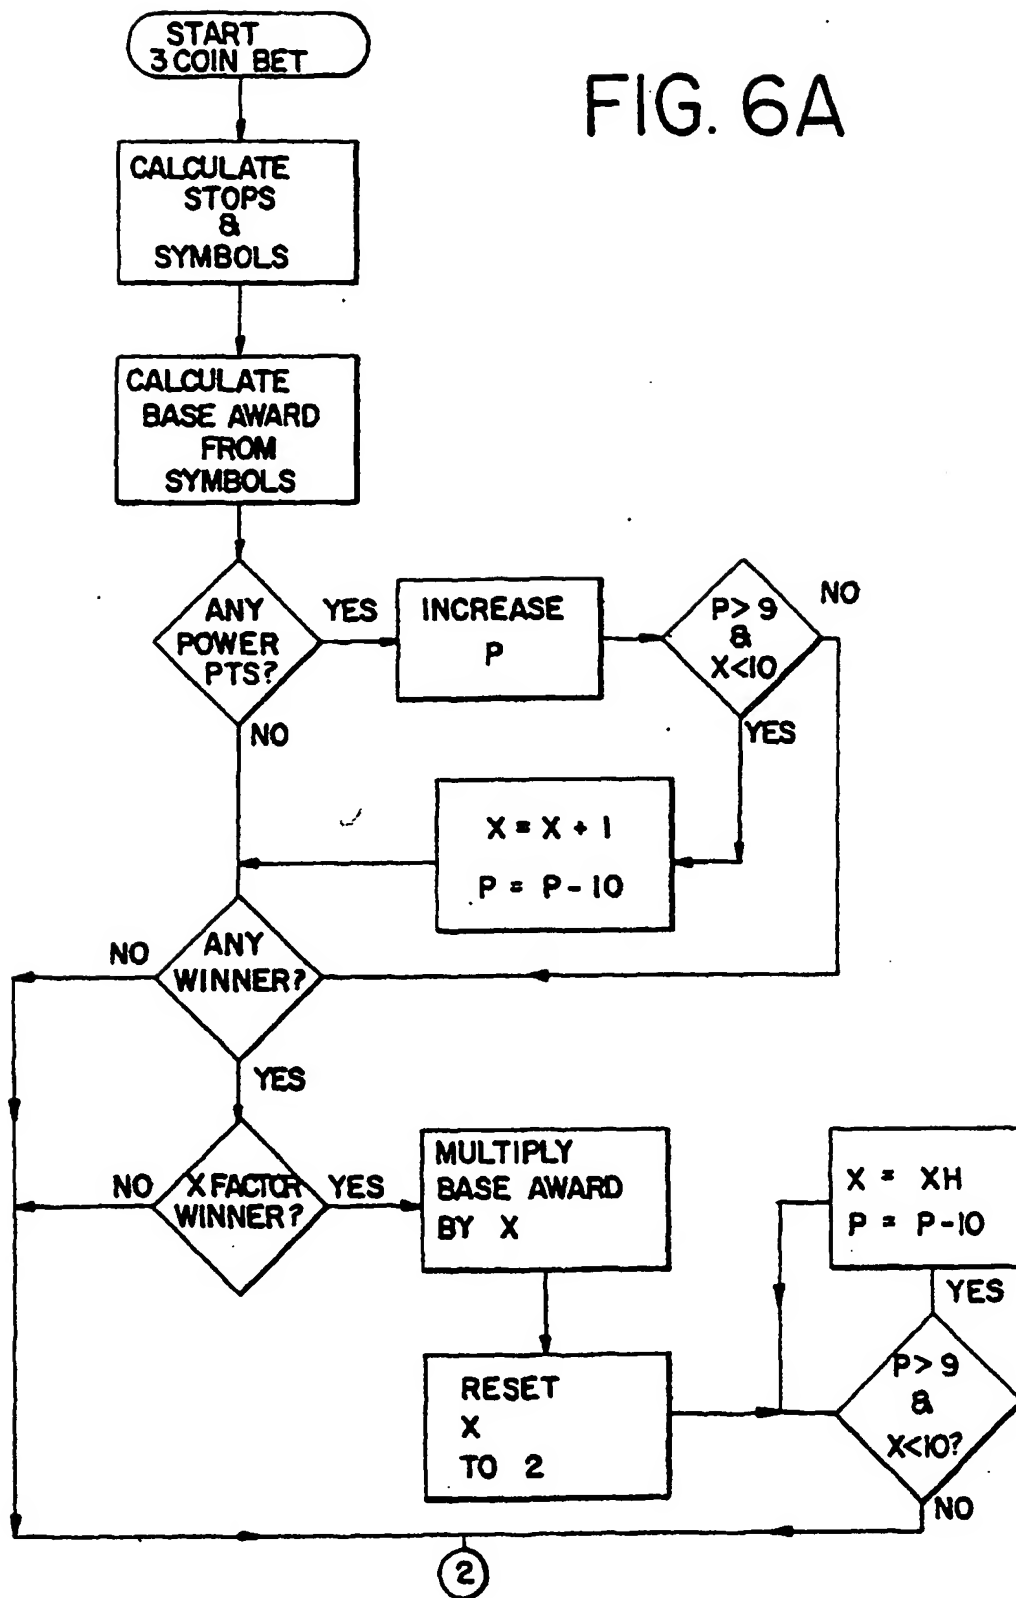 START
3 COIN BET
FIG. 6A
CALCULATE
STOPS
&
SYMBOLS
CALCULATE
BASE AWARD
FROM
SYMBOLS
ANY
POWER
PTS?
YES
INCREASE
P
P > 9
&
X<10
NO
NO
YES
X = X + 1
P = P - 10
ANY
WINNER?
NO
YES
X FACTOR
WINNER?
NO
YES
MULTIPLY
BASE AWARD
BY X
X = XH
P = P-10
YES
RESET
X
TO 2
P > 9
&
X<10?
NO
2